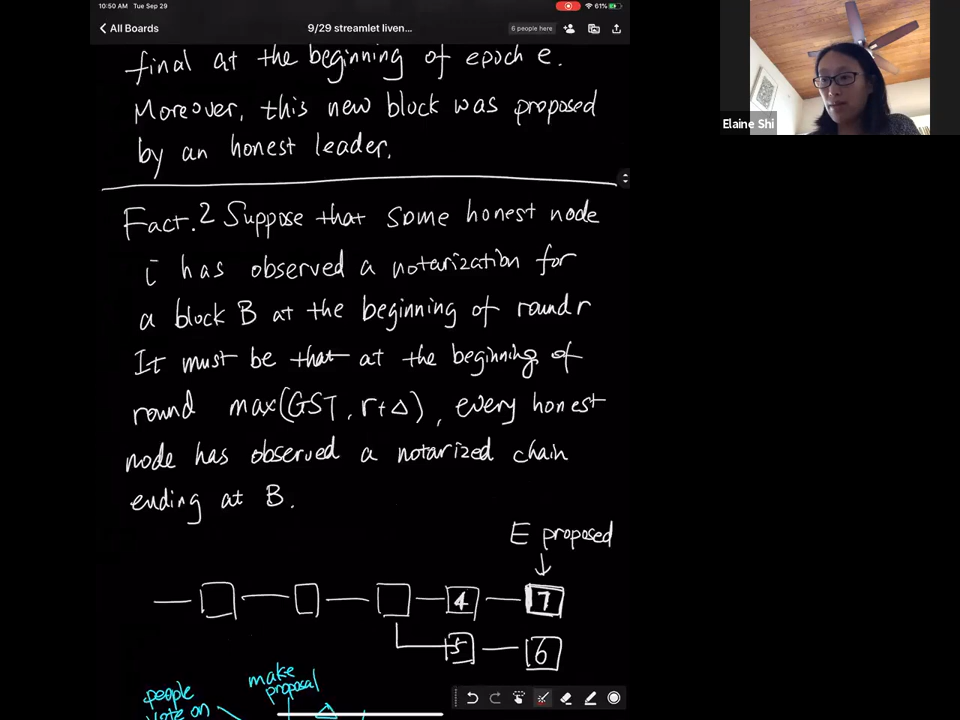 10:50 AM Tue Sep 29
61%
All Boards
9/29 streamlet liven...
6 people here
Elaine Shi
final at the beginning of epoch e.
Moreover, this new block was proposed
by an honest leader.
Fact.2 Suppose that some honest node
i has observed a notarization for
a block B at the beginning of round r
It must be that at the beginning of
round max(GST, r+Δ), every honest
node has observed a notarized chain
ending at B.
E proposed
4
7
5
6
make
proposal
people
vote on